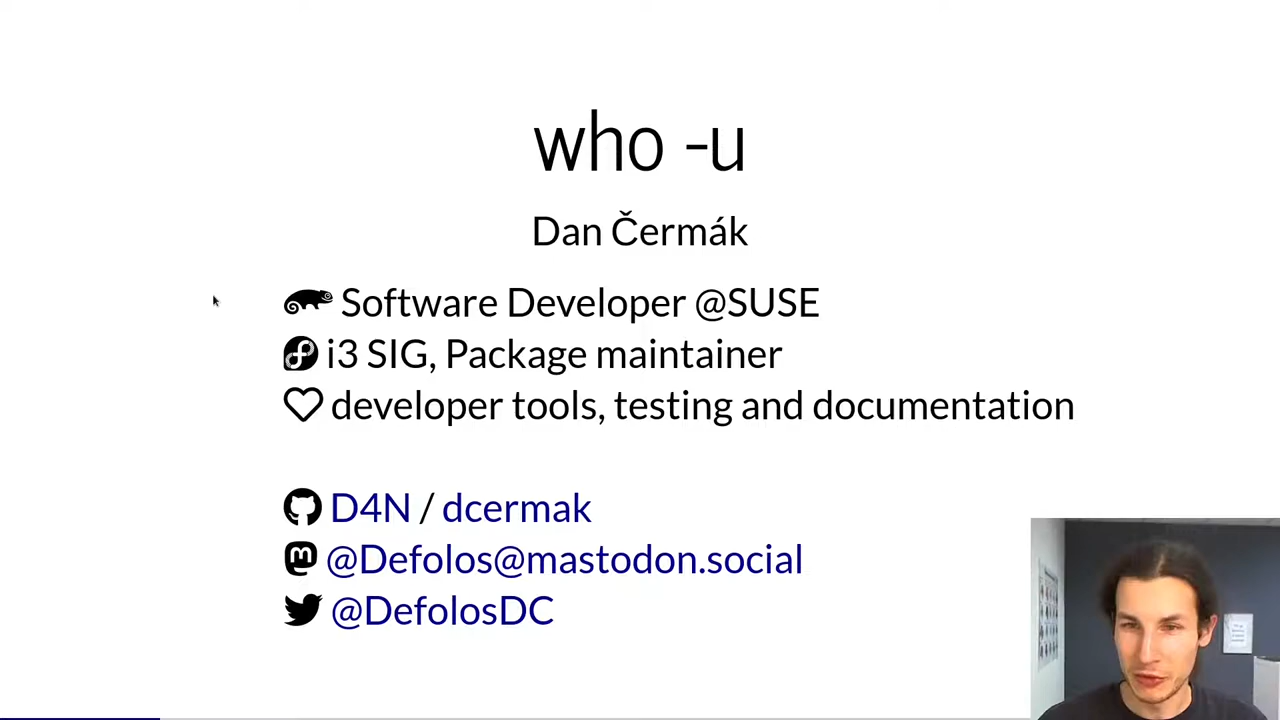 who -u
Dan Čermák
Software Developer @SUSE
i3 SIG, Package maintainer
developer tools, testing and documentation
D4N / dcermak
@Defolos@mastodon.social
@DefolosDC